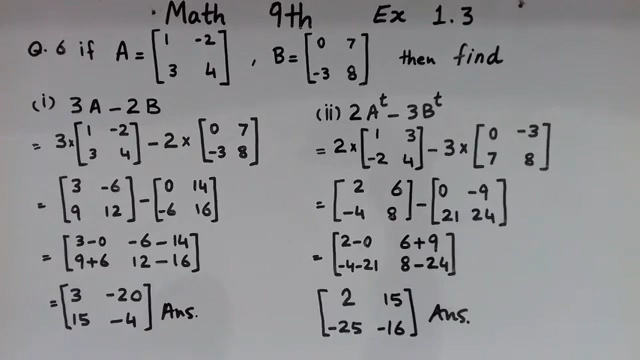 Math 9th Ex 1.3
Q.6 if A = [1 -2 3 4] , B = [0 7 -3 8] then find
(i) 3A - 2B
= 3×[1 -2 3 4] - 2×[0 7 -3 8]
= [3 -6 9 12] - [0 14 -6 16]
= [3-0 -6-14 9+6 12-16]
= [3 -20 15 -4] Ans.
(ii) 2Aᵗ - 3Bᵗ
= 2×[1 3 -2 4] - 3×[0 -3 7 8]
= [2 6 -4 8] - [0 -9 21 24]
= [2-0 6+9 -4-21 8-24]
[2 15 -25 -16] Ans.